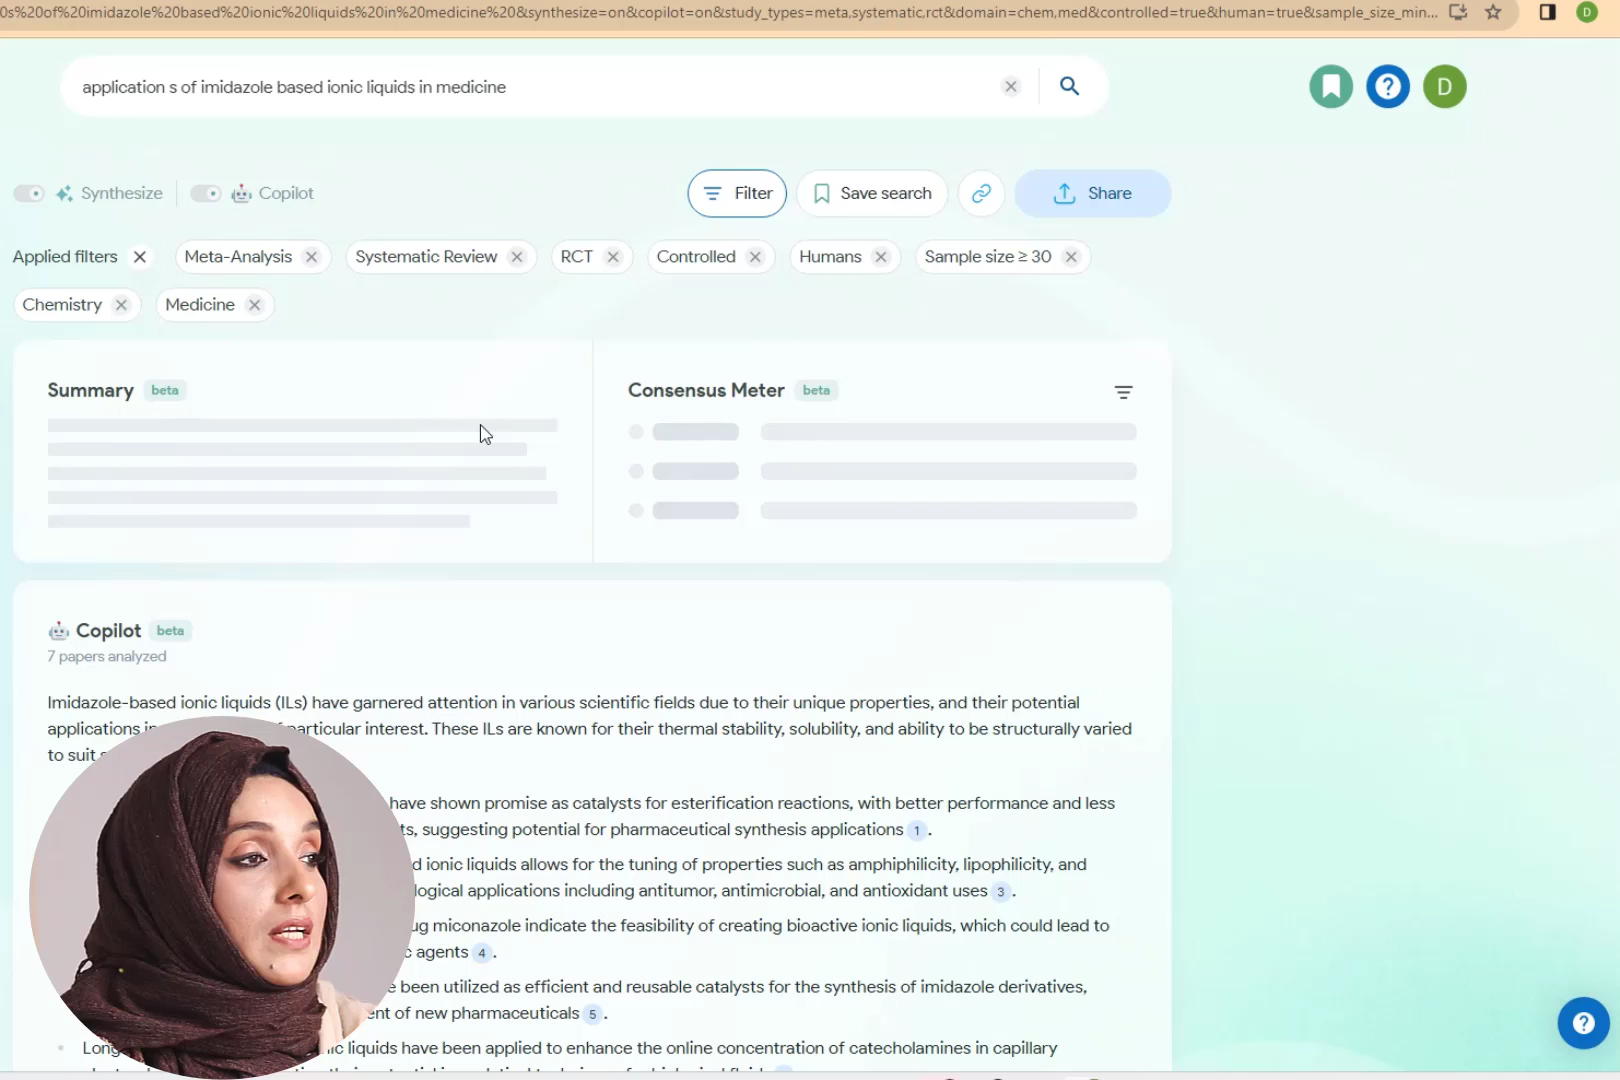 0s%20of%20imidazole%20based%20ionic%20liquids%20in%20medicine%20&synthesize=on&copilot=on&study_types=meta,systematic,rct&domain=chem,med&controlled=true&human=true&sample_size_min... D
application s of imidazole based ionic liquids in medicine
? D
Synthesize Copilot Filter Save search Share
Applied filters Meta-Analysis Systematic Review RCT Controlled Humans Sample size ≥ 30
Chemistry Medicine
Summary beta
Consensus Meter beta
Copilot beta
7 papers analyzed
Imidazole-based ionic liquids (ILs) have garnered attention in various scientific fields due to their unique properties, and their potential
applications particular interest. These ILs are known for their thermal stability, solubility, and ability to be structurally varied
to suit
have shown promise as catalysts for esterification reactions, with better performance and less
suggesting potential for pharmaceutical synthesis applications 1 .
ionic liquids allows for the tuning of properties such as amphiphilicity, lipophilicity, and
applications including antitumor, antimicrobial, and antioxidant uses 3 .
miconazole indicate the feasibility of creating bioactive ionic liquids, which could lead to
agents 4 .
been utilized as efficient and reusable catalysts for the synthesis of imidazole derivatives,
of new pharmaceuticals 5 .
liquids have been applied to enhance the online concentration of catecholamines in capillary
?